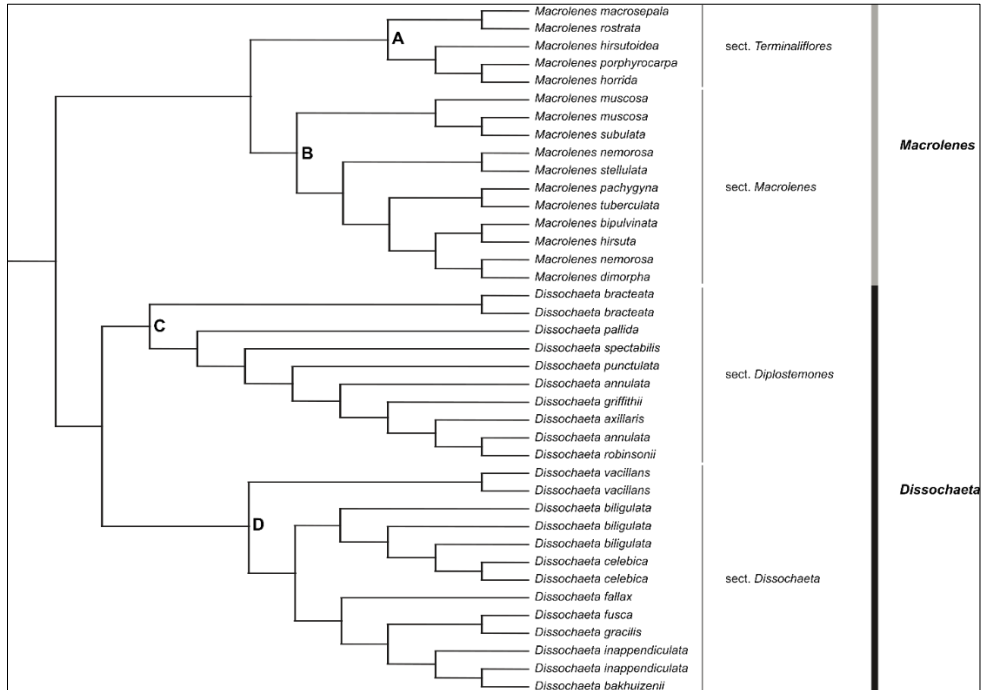 Macrolenes macrosepala
Macrolenes rostrata
Macrolenes hirsutoidea
Macrolenes porphyrocarpa
Macrolenes horrida
Macrolenes muscosa
Macrolenes muscosa
Macrolenes subulata
Macrolenes nemorosa
Macrolenes stellulata
Macrolenes pachygyna
Macrolenes tuberculata
Macrolenes bipulvinata
Macrolenes hirsuta
Macrolenes nemorosa
Macrolenes dimorpha
Dissochaeta bracteata
Dissochaeta bracteata
Dissochaeta pallida
Dissochaeta spectabilis
Dissochaeta punctulata
Dissochaeta annulata
Dissochaeta griffithii
Dissochaeta axillaris
Dissochaeta annulata
Dissochaeta robinsonii
Dissochaeta vacillans
Dissochaeta vacillans
Dissochaeta biligulata
Dissochaeta biligulata
Dissochaeta biligulata
Dissochaeta celebica
Dissochaeta celebica
Dissochaeta fallax
Dissochaeta fusca
Dissochaeta gracilis
Dissochaeta inappendiculata
Dissochaeta inappendiculata
Dissochaeta bakhuizenii
A
B
C
D
sect. Terminaliflores
sect. Macrolenes
sect. Diplostemones
sect. Dissochaeta
Macrolenes
Dissochaeta